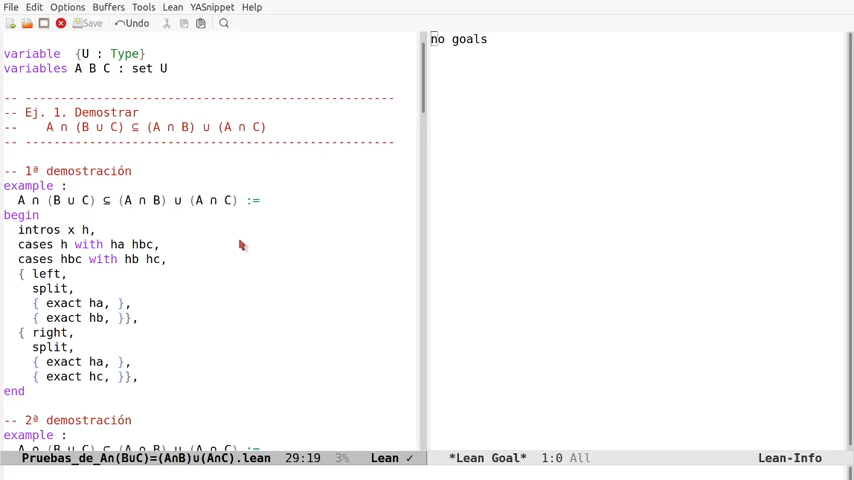 File Edit Options Buffers Tools Lean YASnippet Help
Save Undo
variable {U : Type}
variables A B C : set U
-- ---------------------------------------------------
-- Ej. 1. Demostrar
--    A ∩ (B ∪ C) ⊆ (A ∩ B) ∪ (A ∩ C)
-- ---------------------------------------------------
-- 1ª demostración
example :
  A ∩ (B ∪ C) ⊆ (A ∩ B) ∪ (A ∩ C) :=
begin
  intros x h,
  cases h with ha hbc,
  cases hbc with hb hc,
  { left,
    split,
    { exact ha, },
    { exact hb, }},
  { right,
    split,
    { exact ha, },
    { exact hc, }},
end
-- 2ª demostración
example :
  A ∩ (B ∪ C) ⊆ (A ∩ B) ∪ (A ∩ C) :=
Pruebas_de_A∩(B∪C)=(A∩B)∪(A∩C).lean 29:19 3% Lean ✓
no goals
*Lean Goal* 1:0 All Lean-Info